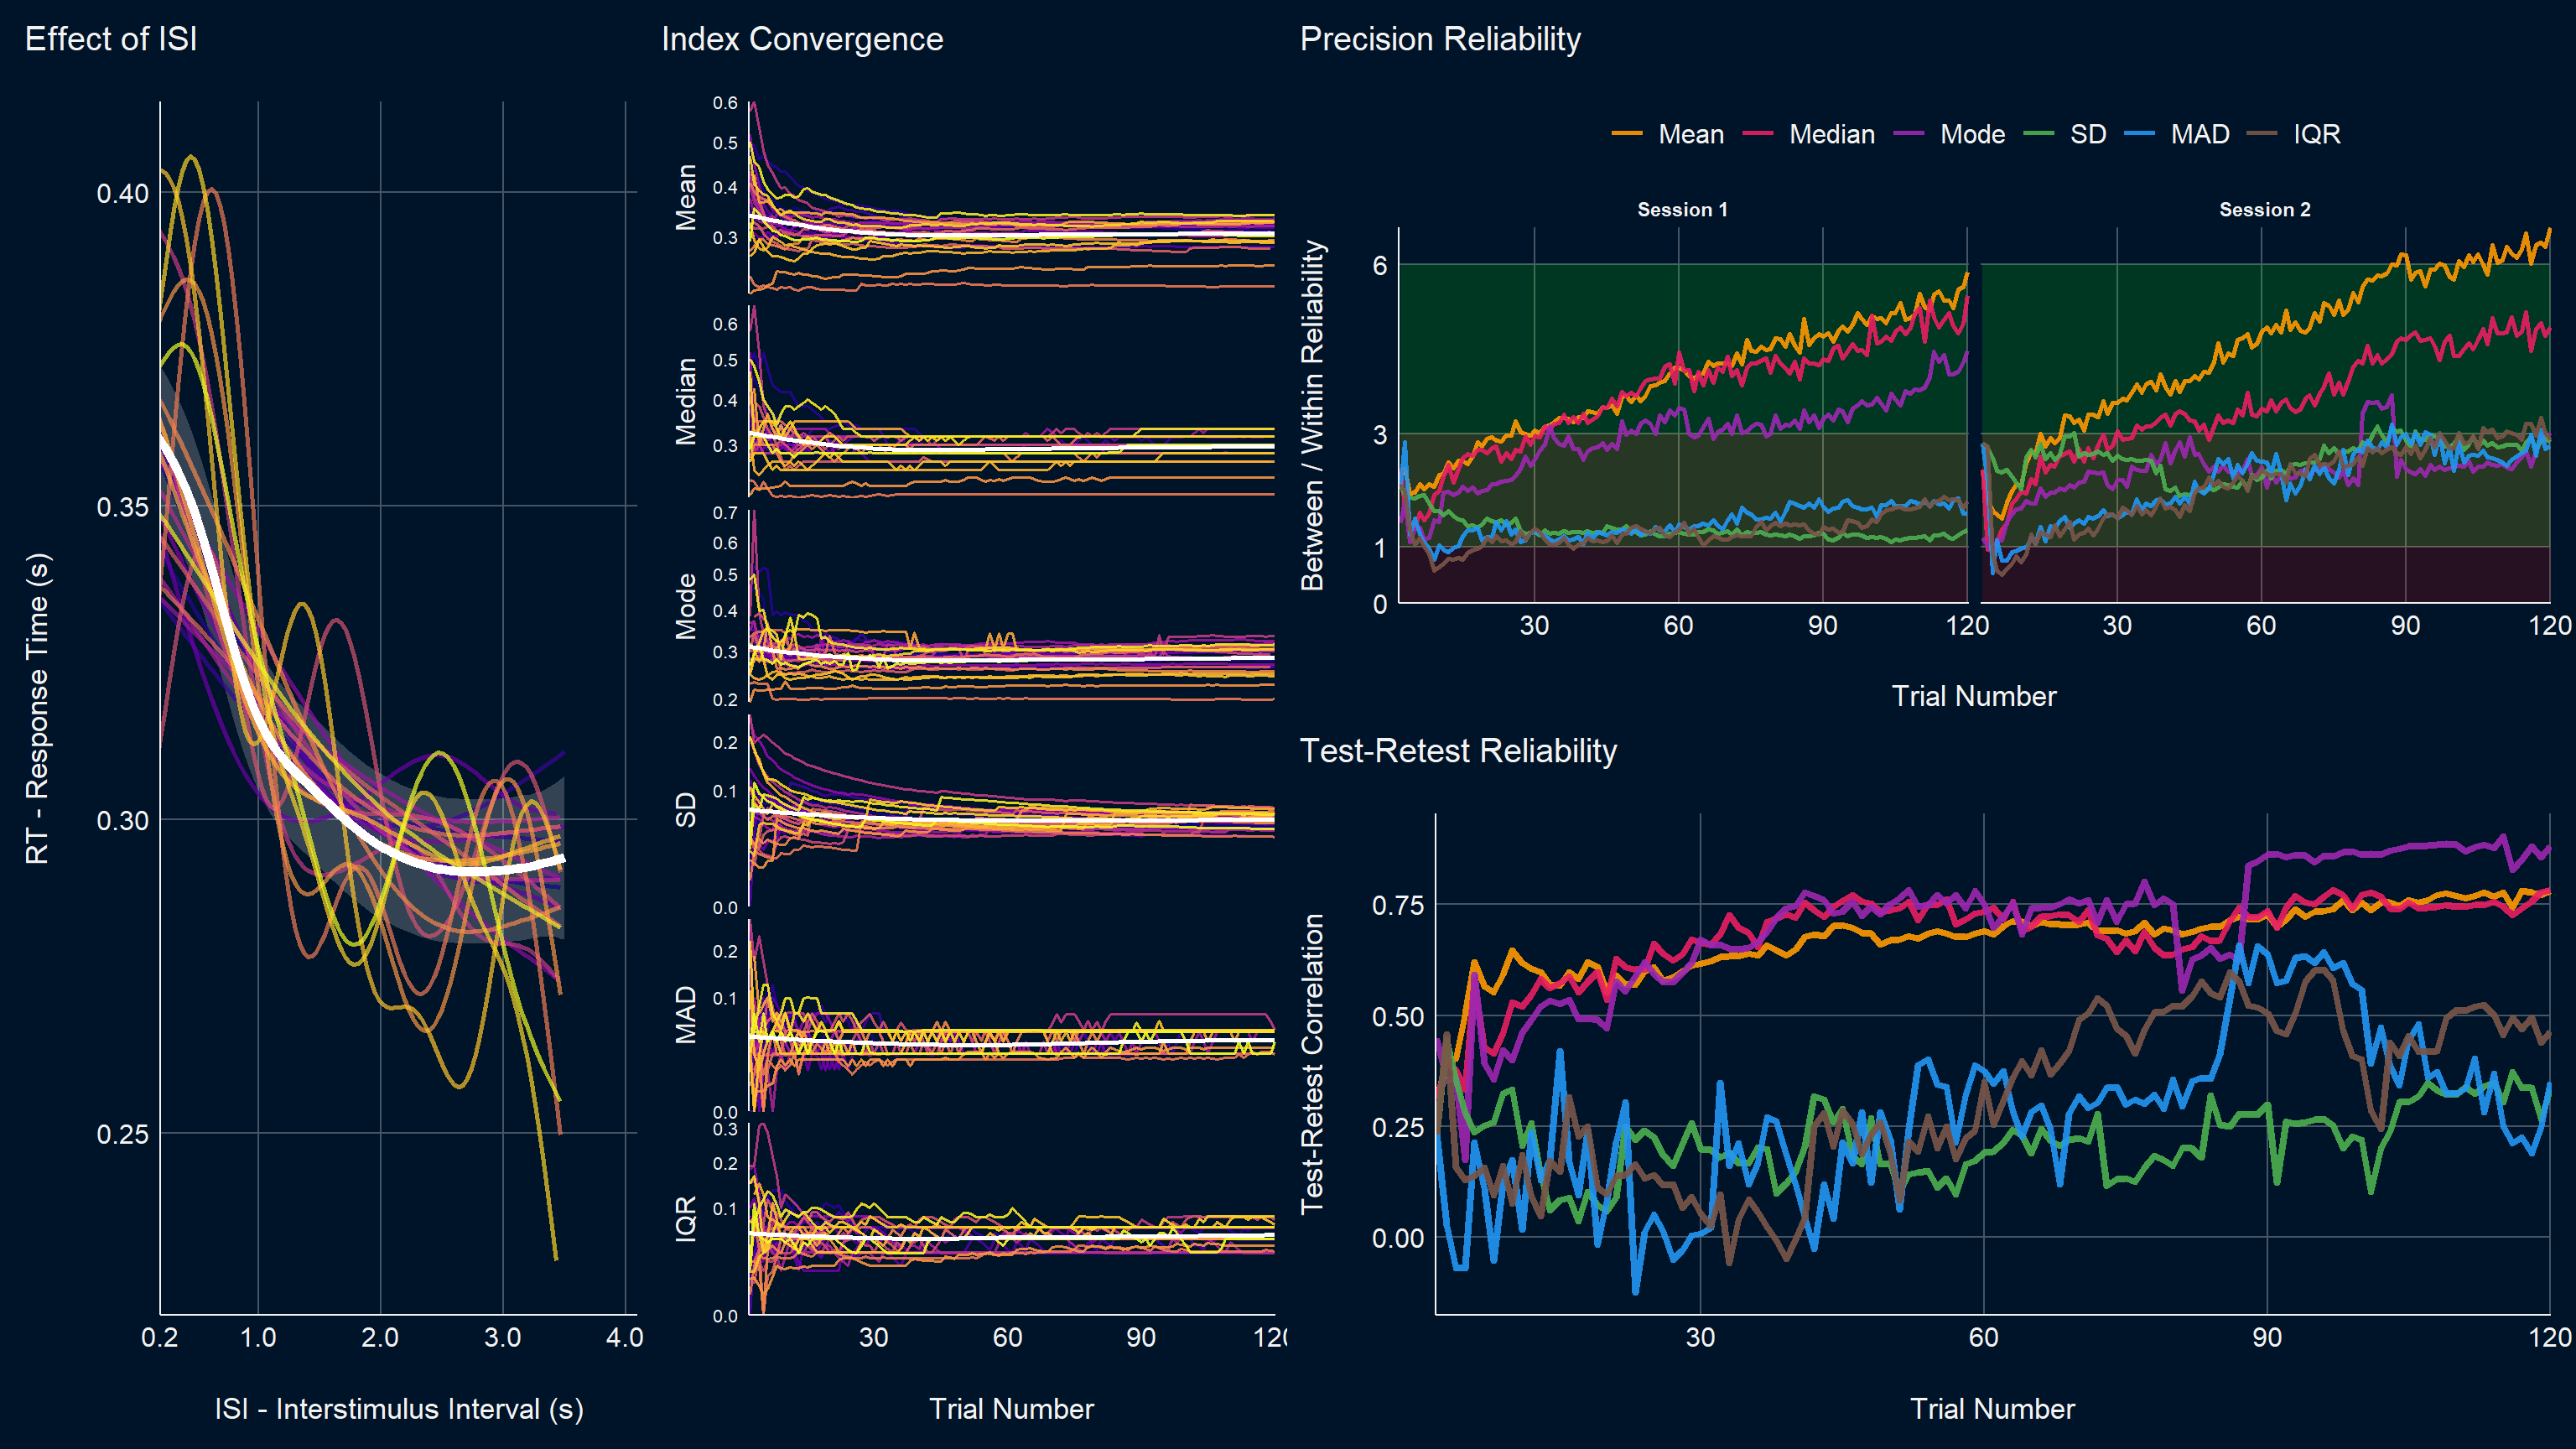 Effect of ISI
RT - Response Time (s)
0.40
0.35
0.30
0.25
0.2 1.0 2.0 3.0 4.0
ISI - Interstimulus Interval (s)
Index Convergence
Mean
0.6
0.5
0.4
0.3
Median
0.6
0.5
0.4
0.3
Mode
0.7
0.6
0.5
0.4
0.3
0.2
SD
0.2
0.1
0.0
MAD
0.2
0.1
0.0
IQR
0.3
0.2
0.1
0.0
30 60 90 120
Trial Number
Precision Reliability
Mean Median Mode SD MAD IQR
Session 1 Session 2
Between / Within Reliability
6
3
1
0
30 60 90 120 30 60 90 120
Trial Number
Test-Retest Reliability
Test-Retest Correlation
0.75
0.50
0.25
0.00
30 60 90 120
Trial Number